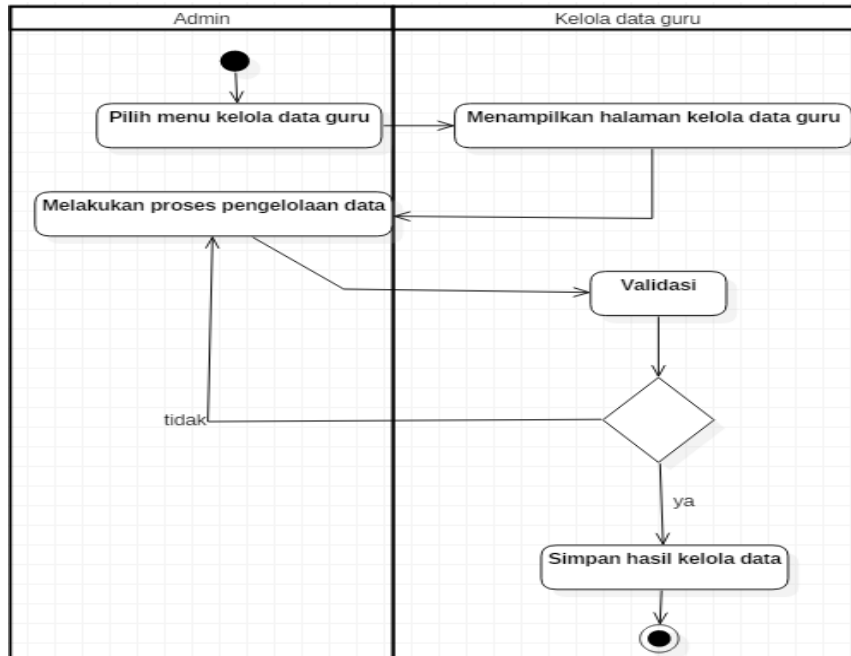 Admin
Kelola data guru
Pilih menu kelola data guru
Menampilkan halaman kelola data guru
Melakukan proses pengelolaan data
Validasi
tidak
ya
Simpan hasil kelola data